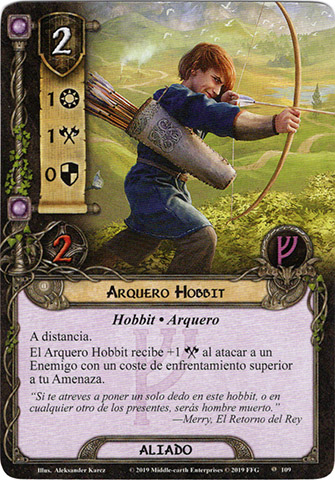 2
1
1
0
2
Arquero Hobbit
Hobbit • Arquero
A distancia.
El Arquero Hobbit recibe +1 al atacar a un
Enemigo con un coste de enfrentamiento superior
a tu Amenaza.
“Si te atreves a poner un solo dedo en este hobbit, o en
cualquier otro de los presentes, serás hombre muerto.”
—Merry, El Retorno del Rey
ALIADO
Illus. Aleksander Karcz
© 2019 Middle-earth Enterprises © 2019 FFG
109